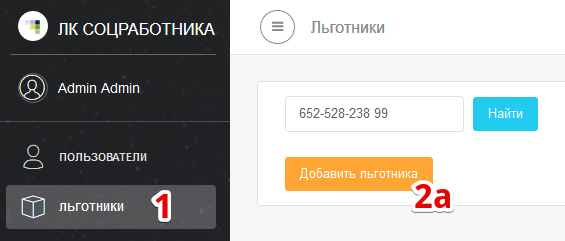 ЛК СОЦРАБОТНИКА
Admin Admin
ПОЛЬЗОВАТЕЛИ
ЛЬГОТНИКИ 1
Льготники
652-528-238 99 Найти
Добавить льготника
2а